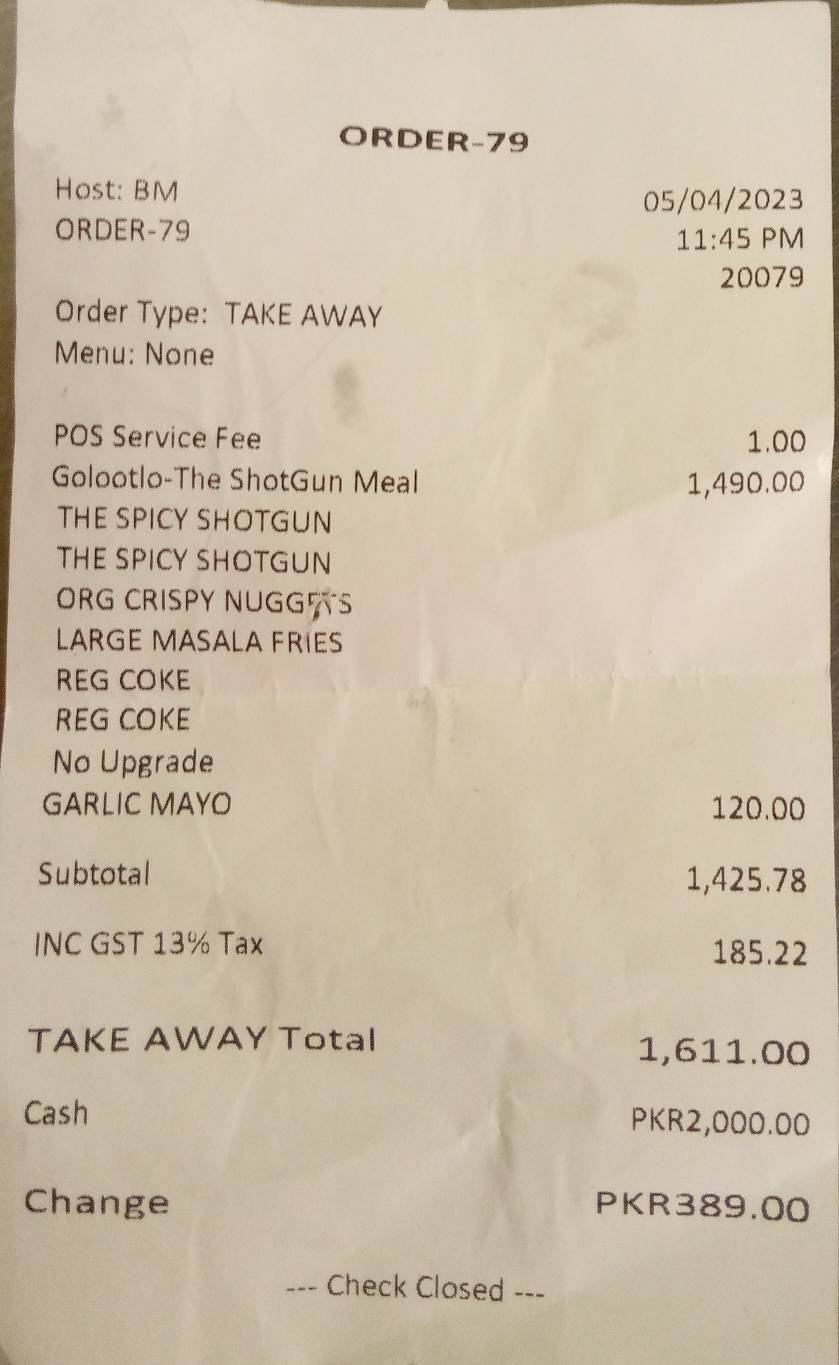 ORDER-79
Host: BM 05/04/2023
ORDER-79 11:45 PM
20079
Order Type: TAKE AWAY
Menu: None
POS Service Fee 1.00
Golootlo-The ShotGun Meal 1,490.00
THE SPICY SHOTGUN
THE SPICY SHOTGUN
ORG CRISPY NUGGETS
LARGE MASALA FRIES
REG COKE
REG COKE
No Upgrade
GARLIC MAYO 120.00
Subtotal 1,425.78
INC GST 13% Tax 185.22
TAKE AWAY Total 1,611.00
Cash PKR2,000.00
Change PKR389.00
--- Check Closed ---